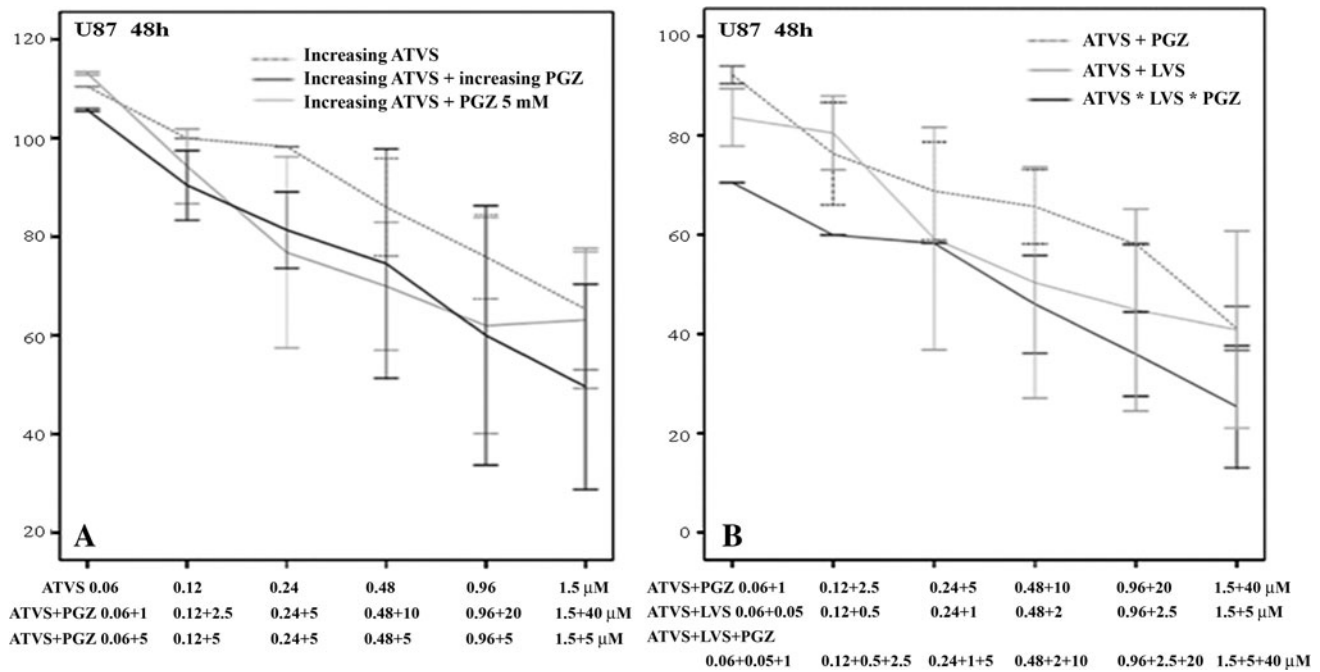 U87 48h
Increasing ATVS
Increasing ATVS + increasing PGZ
Increasing ATVS + PGZ 5 mM
120
100
80
60
40
20
A
ATVS 0.06 0.12 0.24 0.48 0.96 1.5 μM
ATVS+PGZ 0.06+1 0.12+2.5 0.24+5 0.48+10 0.96+20 1.5+40 μM
ATVS+PGZ 0.06+5 0.12+5 0.24+5 0.48+5 0.96+5 1.5+5 μM
U87 48h
ATVS + PGZ
ATVS + LVS
ATVS * LVS * PGZ
100
80
60
40
20
0
B
ATVS+PGZ 0.06+1 0.12+2.5 0.24+5 0.48+10 0.96+20 1.5+40 μM
ATVS+LVS 0.06+0.05 0.12+0.5 0.24+1 0.48+2 0.96+2.5 1.5+5 μM
ATVS+LVS+PGZ
0.06+0.05+1 0.12+0.5+2.5 0.24+1+5 0.48+2+10 0.96+2.5+20 1.5+5+40 μM